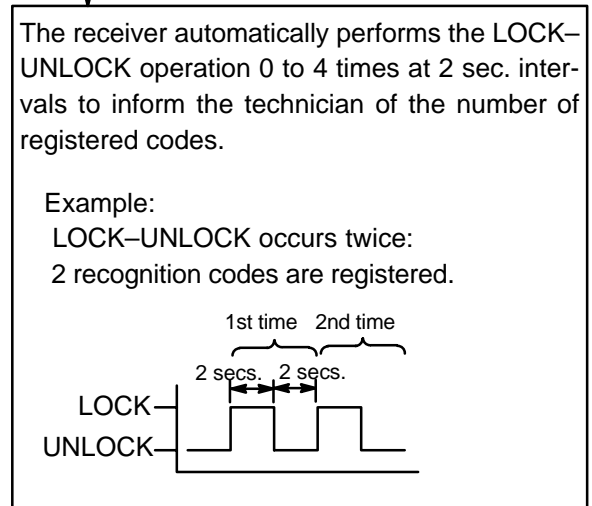 The receiver automatically performs the LOCK–
UNLOCK operation 0 to 4 times at 2 sec. inter-
vals to inform the technician of the number of
registered codes.
Example:
LOCK–UNLOCK occurs twice:
2 recognition codes are registered.
1st time 2nd time
2 secs. 2 secs.
LOCK
UNLOCK